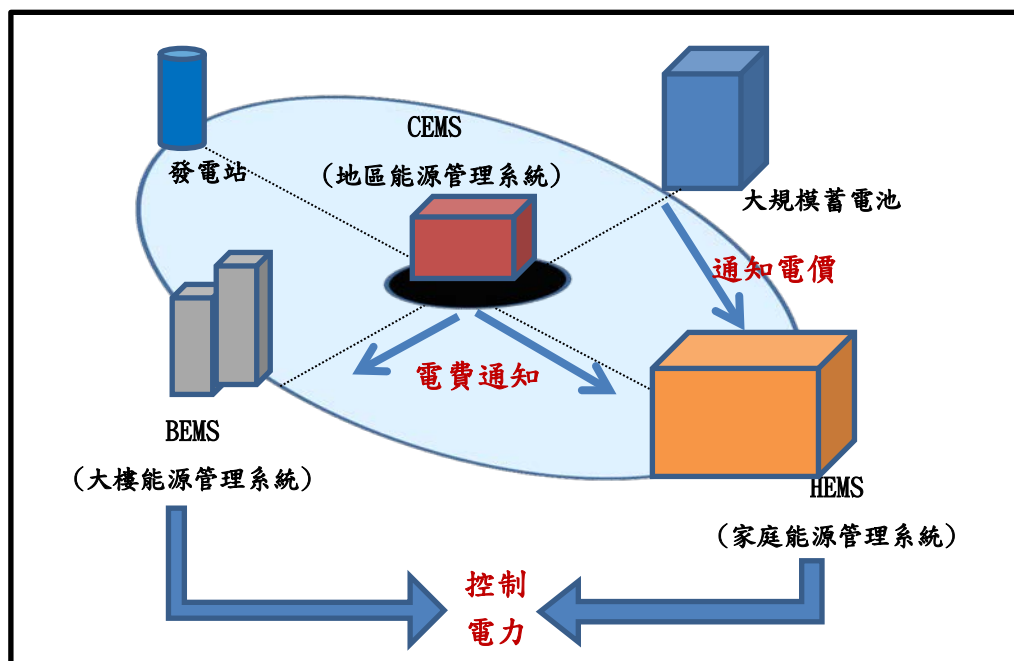 CEMS
(地區能源管理系統)
發電站
大規模蓄電池
通知電價
電費通知
BEMS
(大樓能源管理系統)
HEMS
(家庭能源管理系統)
控制
電力